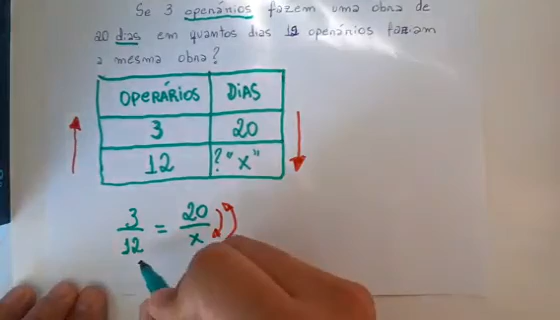 Se 3 operários fazem uma obra de
20 dias em quantos dias 12 operários fariam
a mesma obra?
OPERÁRIOS DIAS
3 20
12 ? "x"
3/12 = 20/x